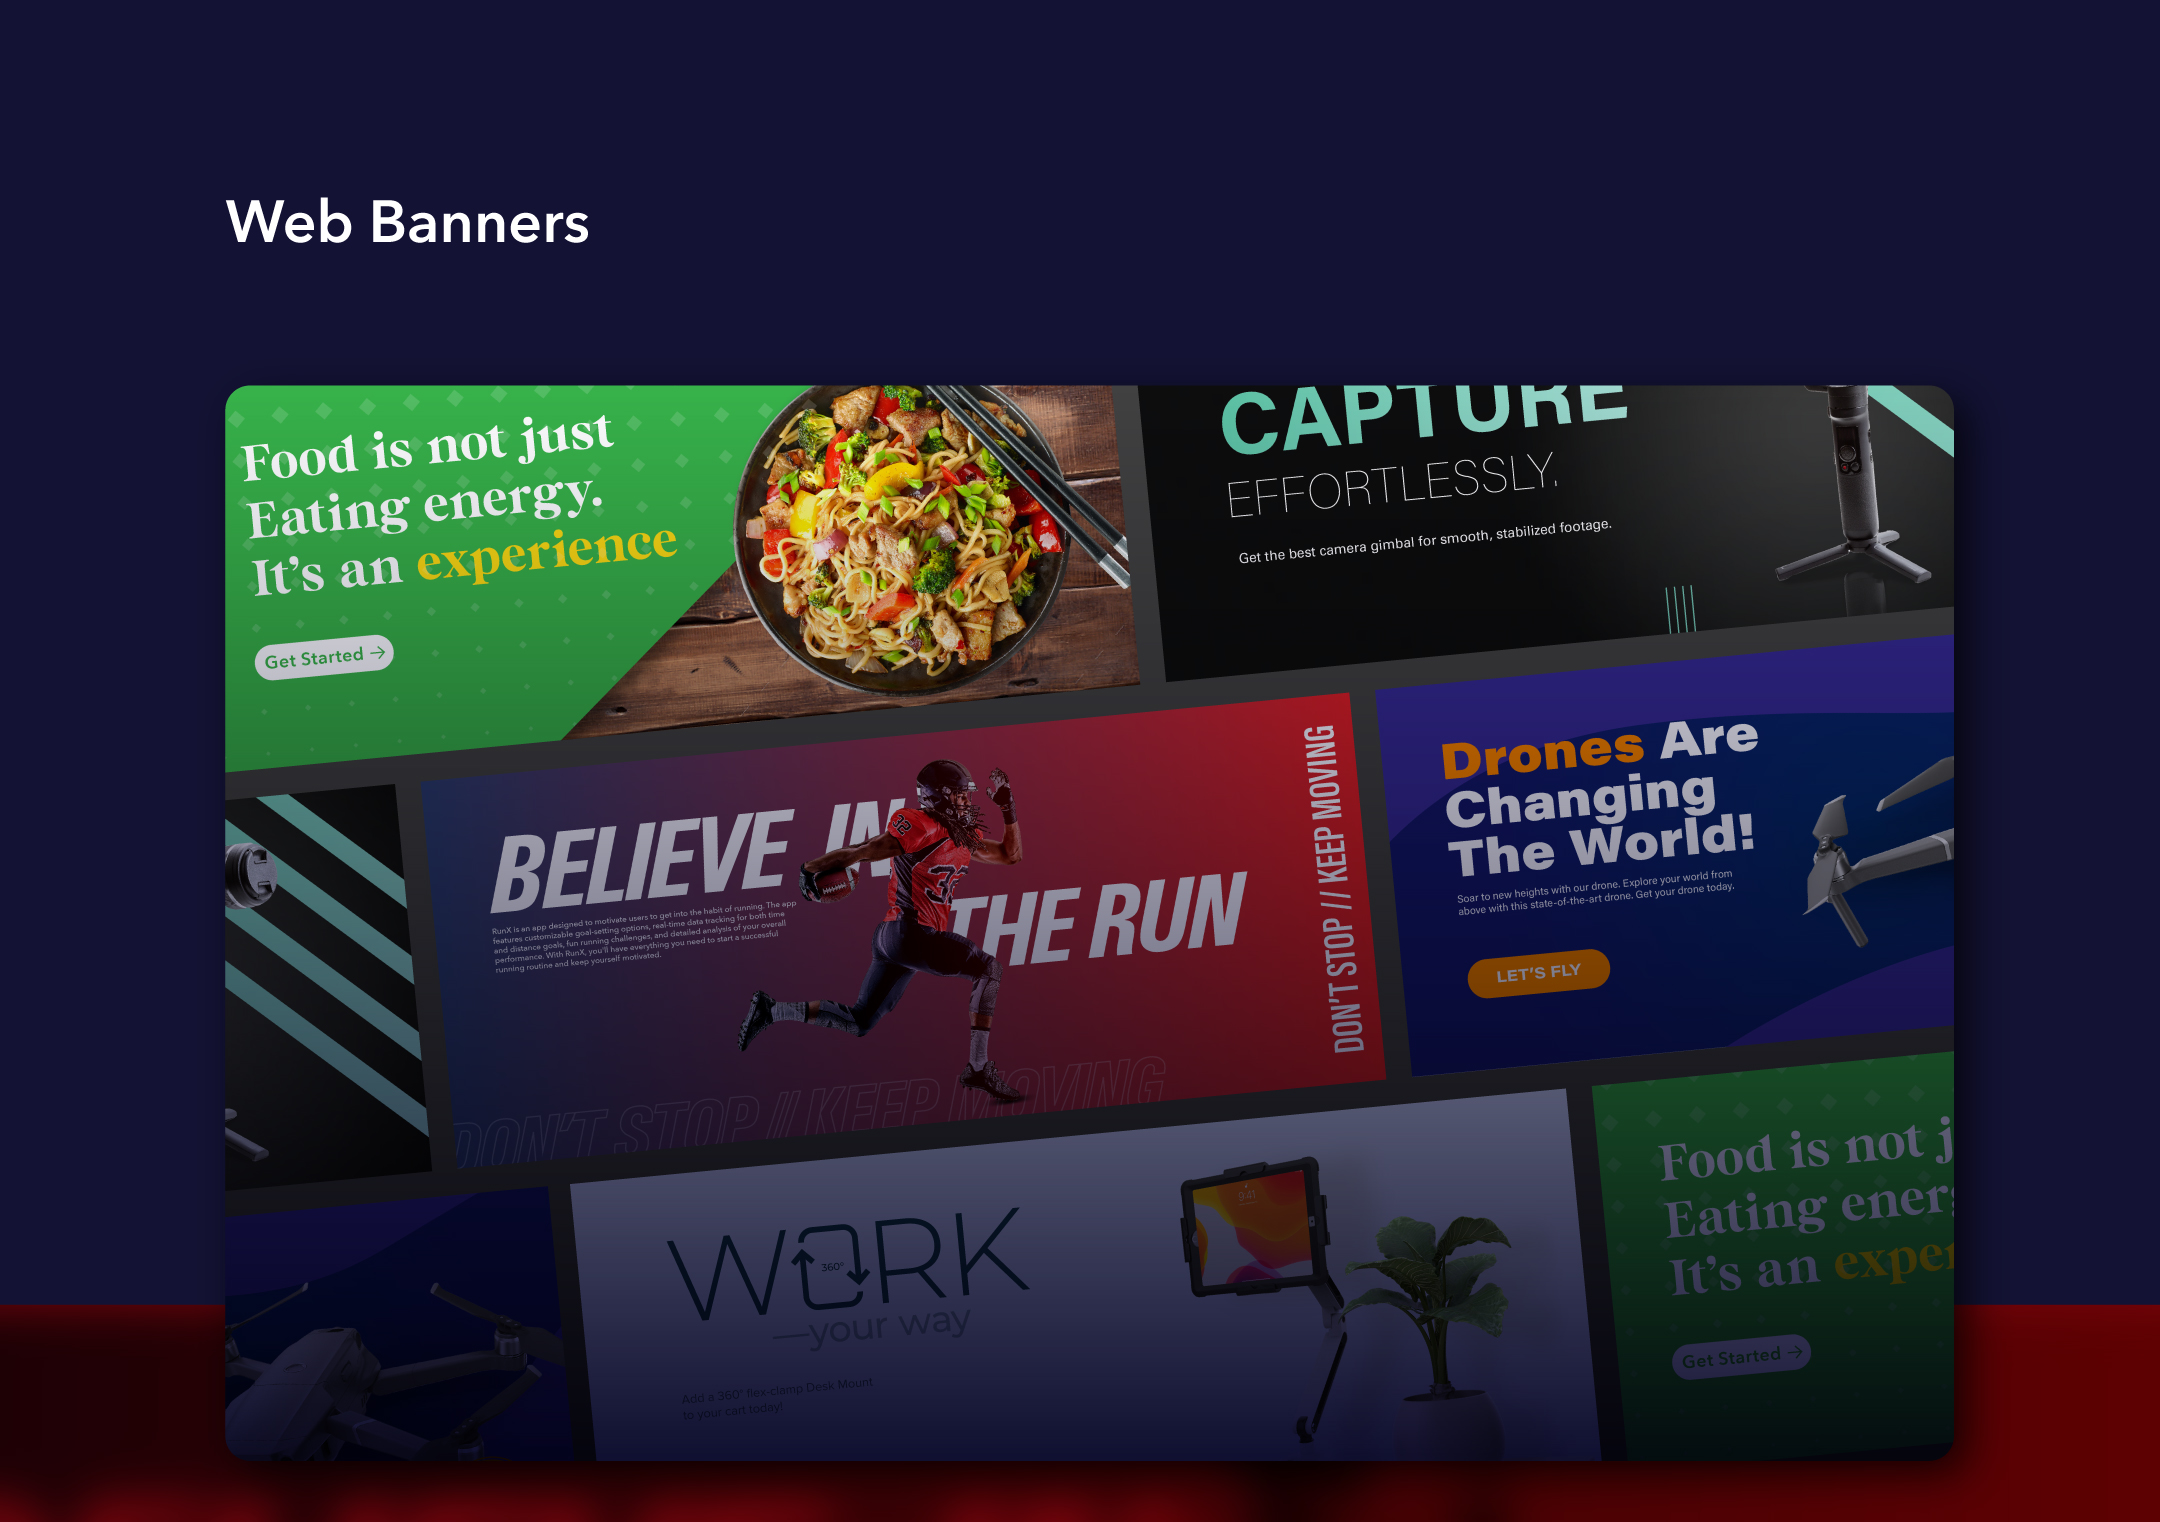 Web Banners
Food is not just
Eating energy.
It's an experience
Get Started →
CAPTURE
EFFORTLESSLY.
Get the best camera gimbal for smooth, stabilized footage.
BELIEVE IN
THE RUN
RunX is an app designed to motivate users to get into the habit of running. The app
features customizable goal-setting options, real-time data tracking for both time
and distance goals, fun running challenges, and detailed analysis of your overall
performance. With RunX, you'll have everything you need to start a successful
running routine and keep yourself motivated.
32
32
DON'T STOP // KEEP MOVING
DON'T STOP // KEEP MOVING
Drones Are
Changing
The World!
Soar to new heights with our drone. Explore your world from
above with this state-of-the-art drone. Get your drone today.
LET'S FLY
WORK
360°
—your way
Add a 360° flex-clamp Desk Mount
to your cart today!
9:41
Food is not j
Eating energ
It's an exper
Get Started →